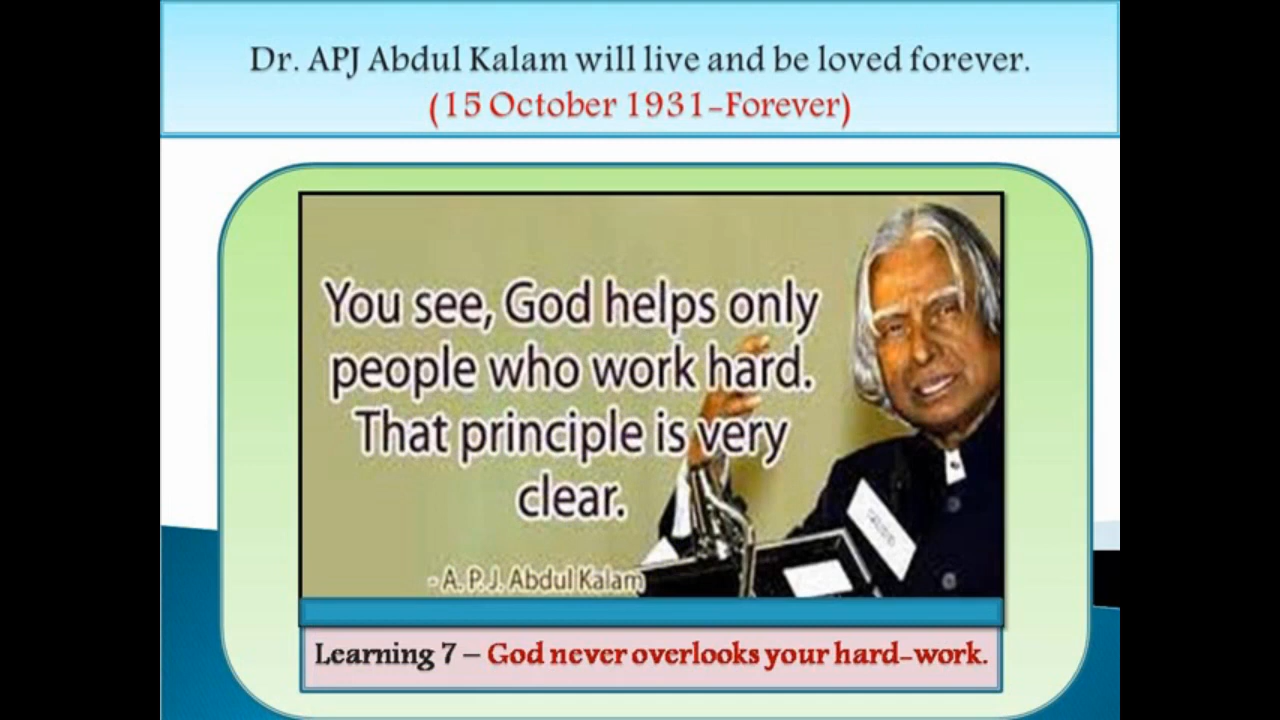 Dr. APJ Abdul Kalam will live and be loved forever.
(15 October 1931-Forever)
You see, God helps only
people who work hard.
That principle is very
clear.
- A. P. J. Abdul Kalam
Learning 7 – God never overlooks your hard-work.